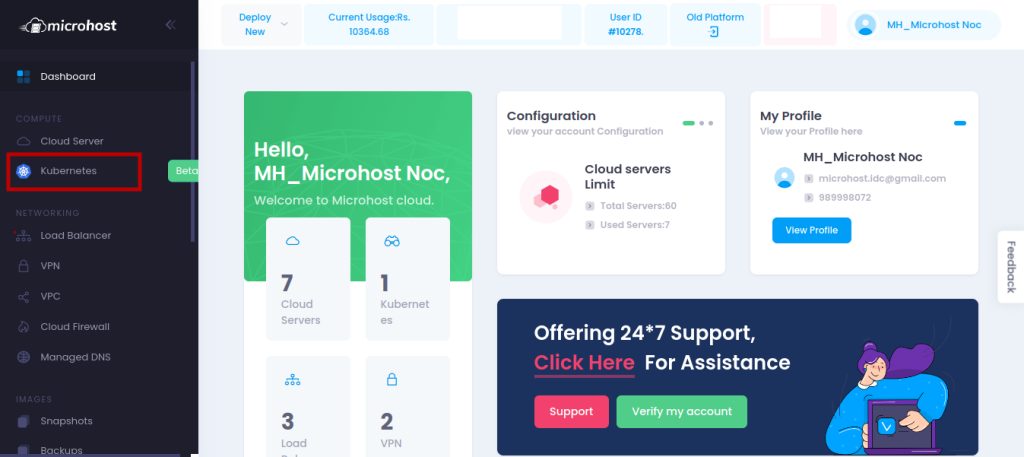 microhost
Deploy
New
Current Usage:Rs.
10364.68
User ID
#10278.
Old Platform
MH_Microhost Noc
Dashboard
COMPUTE
Cloud Server
Kubernetes
Beta
NETWORKING
Load Balancer
VPN
VPC
Cloud Firewall
Managed DNS
IMAGES
Snapshots
Backups
Hello,
MH_Microhost Noc,
Welcome to Microhost cloud.
7
Cloud
Servers
1
Kubernet
es
3
Load
2
VPN
Configuration
view your account Configuration
Cloud servers
Limit
Total Servers:60
Used Servers:7
My Profile
View your Profile here
MH_Microhost Noc
microhost.idc@gmail.com
989998072
View Profile
Offering 24*7 Support,
Click Here For Assistance
Support
Verify my account
Feedback